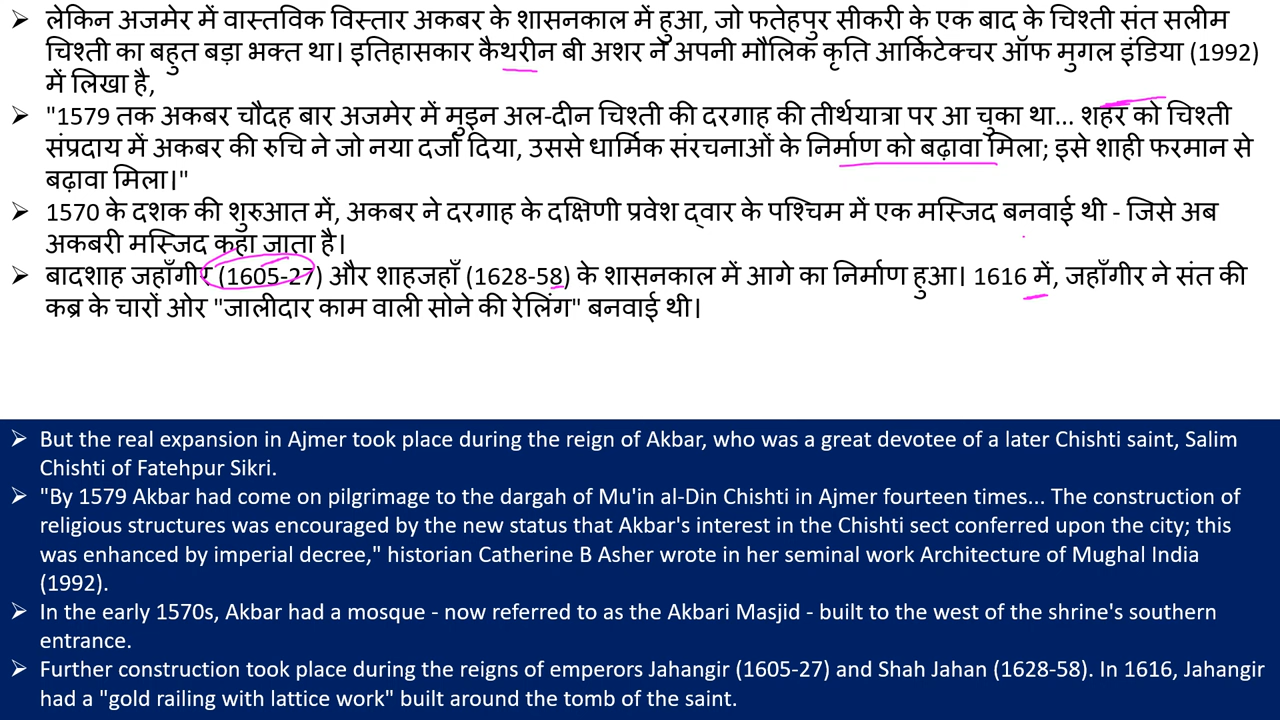 ➢ लेकिन अजमेर में वास्तविक विस्तार अकबर के शासनकाल में हुआ, जो फतेहपुर सीकरी के एक बाद के चिश्ती संत सलीम
चिश्ती का बहुत बड़ा भक्त था। इतिहासकार कैथरीन बी अशर ने अपनी मौलिक कृति आर्किटेक्चर ऑफ मुगल इंडिया (1992)
में लिखा है,
➢ "1579 तक अकबर चौदह बार अजमेर में मुइन अल-दीन चिश्ती की दरगाह की तीर्थयात्रा पर आ चुका था... शहर को चिश्ती
संप्रदाय में अकबर की रुचि ने जो नया दर्जा दिया, उससे धार्मिक संरचनाओं के निर्माण को बढ़ावा मिला; इसे शाही फरमान से
बढ़ावा मिला।"
➢ 1570 के दशक की शुरुआत में, अकबर ने दरगाह के दक्षिणी प्रवेश द्वार के पश्चिम में एक मस्जिद बनवाई थी - जिसे अब
अकबरी मस्जिद कहा जाता है।
➢ बादशाह जहाँगीर (1605-27) और शाहजहाँ (1628-58) के शासनकाल में आगे का निर्माण हुआ। 1616 में, जहाँगीर ने संत की
कब्र के चारों ओर "जालीदार काम वाली सोने की रेलिंग" बनवाई थी।
➢ But the real expansion in Ajmer took place during the reign of Akbar, who was a great devotee of a later Chishti saint, Salim
Chishti of Fatehpur Sikri.
➢ "By 1579 Akbar had come on pilgrimage to the dargah of Mu'in al-Din Chishti in Ajmer fourteen times... The construction of
religious structures was encouraged by the new status that Akbar's interest in the Chishti sect conferred upon the city; this
was enhanced by imperial decree," historian Catherine B Asher wrote in her seminal work Architecture of Mughal India
(1992).
➢ In the early 1570s, Akbar had a mosque - now referred to as the Akbari Masjid - built to the west of the shrine's southern
entrance.
➢ Further construction took place during the reigns of emperors Jahangir (1605-27) and Shah Jahan (1628-58). In 1616, Jahangir
had a "gold railing with lattice work" built around the tomb of the saint.